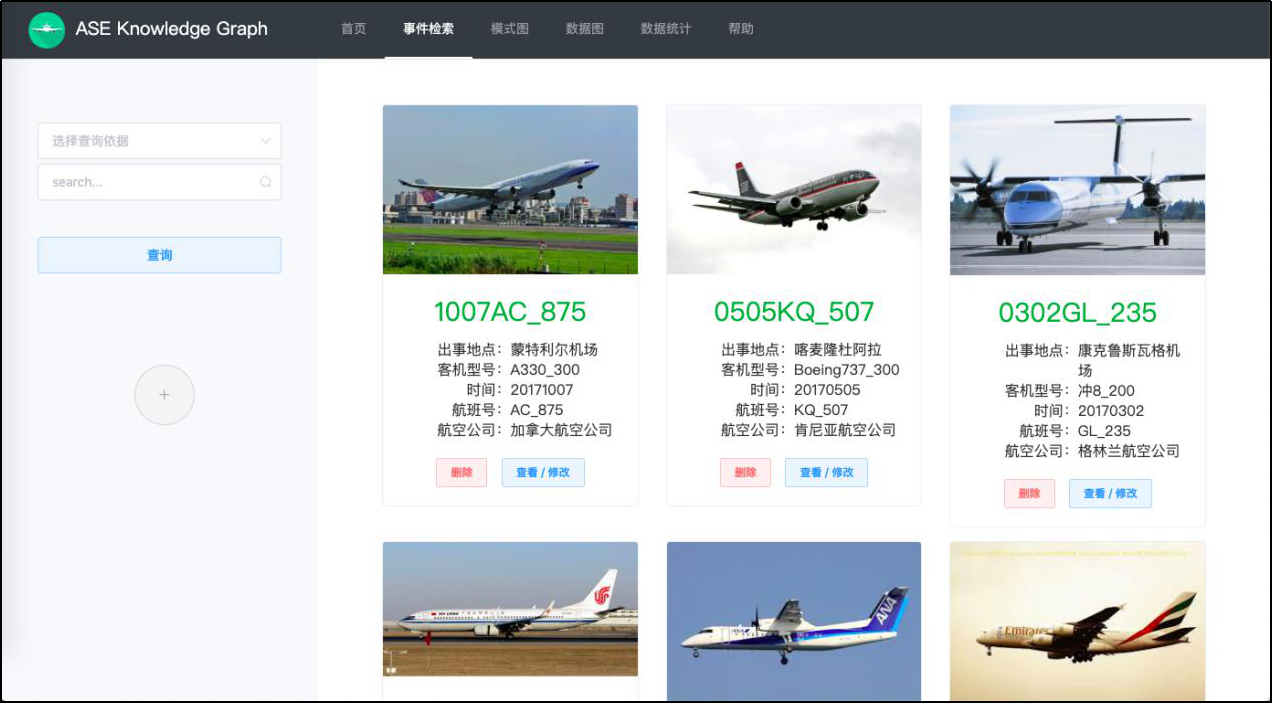 ASE Knowledge Graph
首页
事件检索
模式图
数据图
数据统计
帮助
选择查询依据
search...
查询
1007AC_875
出事地点：蒙特利尔机场
客机型号：A330_300
时间：20171007
航班号：AC_875
航空公司：加拿大航空公司
删除
查看 / 修改
0505KQ_507
出事地点：喀麦隆杜阿拉
客机型号：Boeing737_300
时间：20170505
航班号：KQ_507
航空公司：肯尼亚航空公司
删除
查看 / 修改
0302GL_235
出事地点：康克鲁斯瓦格机
场
客机型号：冲8_200
时间：20170302
航班号：GL_235
航空公司：格林兰航空公司
删除
查看 / 修改
AIR CHINA
ANA
ANA
Emirates